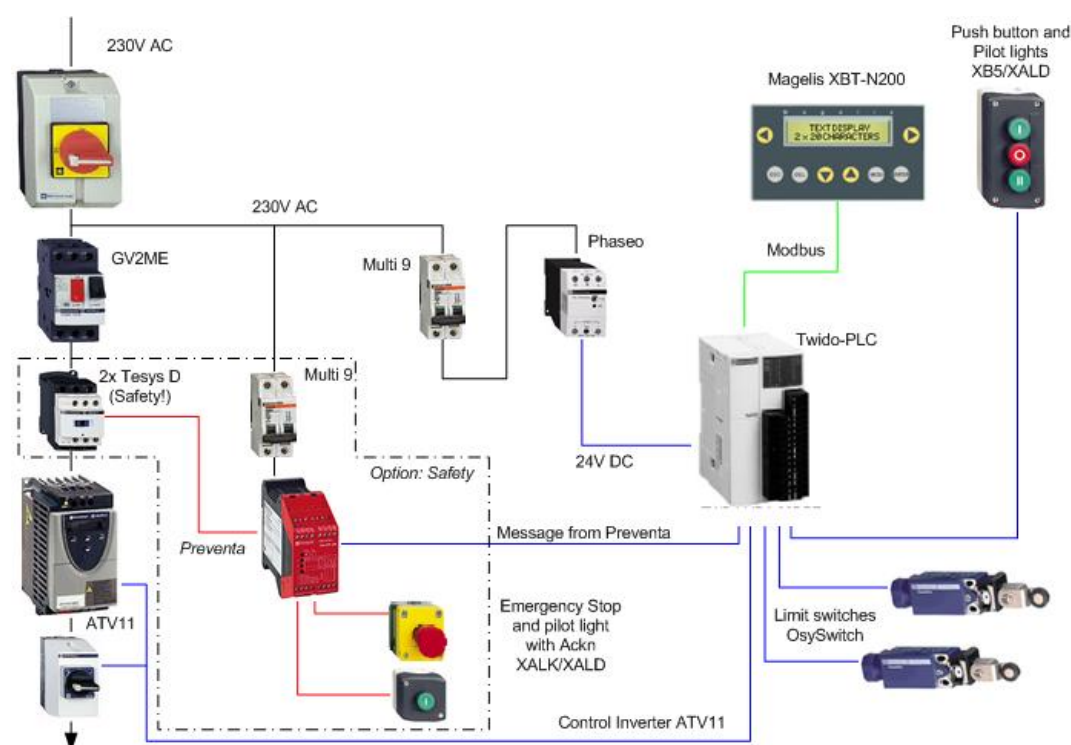 230V AC
Push button and
Pilot lights
XB5/XALD
Magelis XBT-N200
TEXT DISPLAY
2 x 20 CHARACTERS
230V AC
GV2ME
Multi 9
Phaseo
Modbus
Twido-PLC
2x Tesys D
(Safety!)
Multi 9
24V DC
Option: Safety
Preventa
Message from Preventa
ATV11
Emergency Stop
and pilot light
with Ackn
XALK/XALD
Limit switches
OsySwitch
Control Inverter ATV11